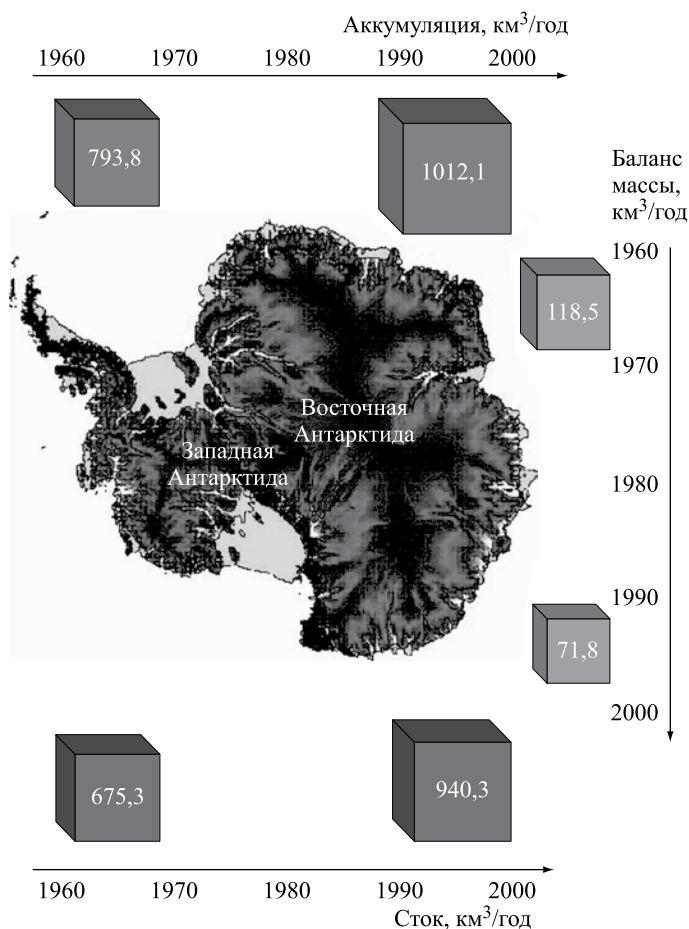 Аккумуляция, км³/год
1960 1970 1980 1990 2000
793,8
1012,1
Баланс
массы,
км³/год
1960
118,5
1970
Восточная
Антарктида
Западная
Антарктида
1980
1990
71,8
2000
675,3
940,3
1960 1970 1980 1990 2000
Сток, км³/год